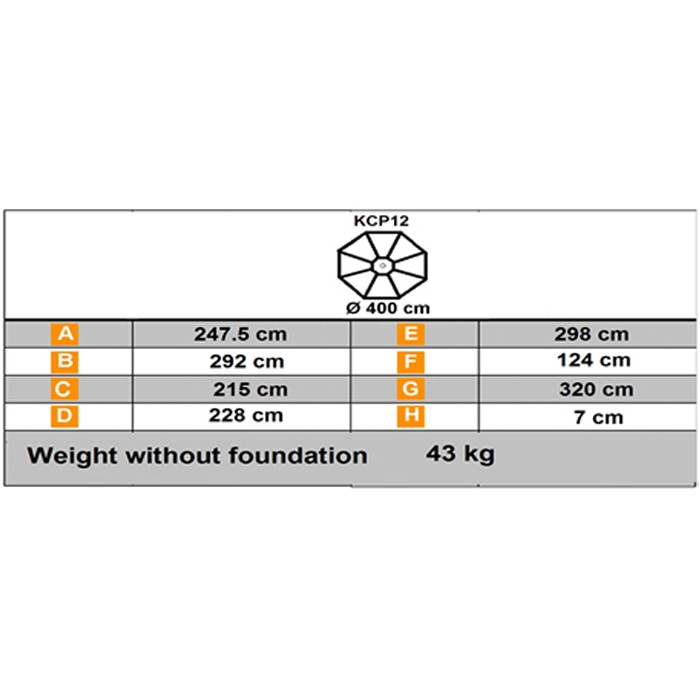 KCP12
Ø 400 cm
A 247.5 cm E 298 cm
B 292 cm F 124 cm
C 215 cm G 320 cm
D 228 cm H 7 cm
Weight without foundation 43 kg